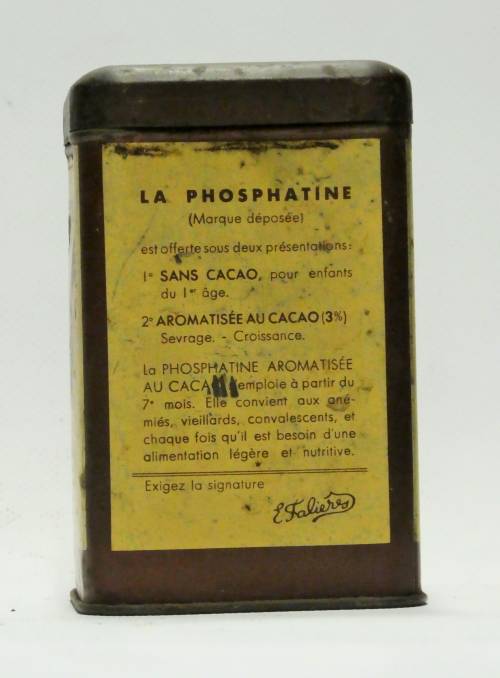 LA PHOSPHATINE
(Marque déposée)
est offerte sous deux présentations:
1° SANS CACAO, pour enfants
du 1er âge.
2° AROMATISÉE AU CACAO (3%)
Sevrage. - Croissance.
La PHOSPHATINE AROMATISÉE
AU emploie à partir du
7e mois. Elle convient aux ané-
miés, vieillards, convalescents, et
chaque fois qu'il est besoin d'une
alimentation légère et nutritive.
Exigez la signature
E. Falières